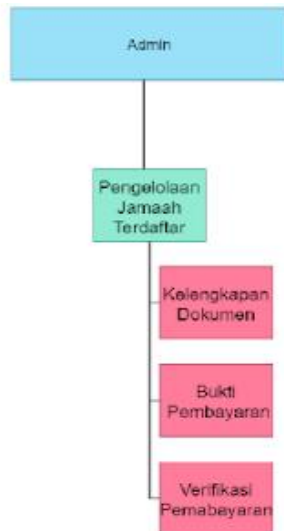 Admin
Pengelolaan
Jamaah
Terdaftar
Kelengkapan
Dokumen
Bukti
Pembayaran
Verifikasi
Pemabayaran